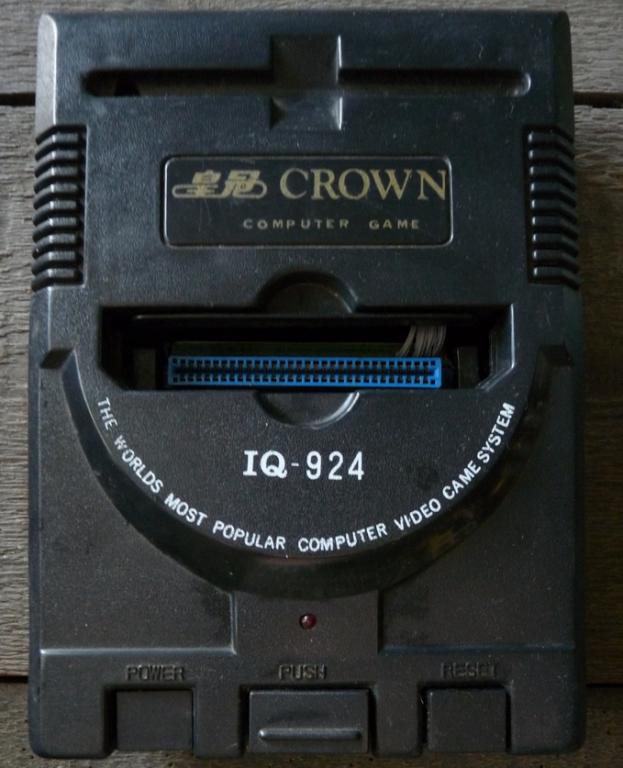 皇冠 CROWN
COMPUTER GAME
IQ-924
THE WORLDS MOST POPULAR COMPUTER VIDEO CAME SYSTEM
POWER PUSH RESET